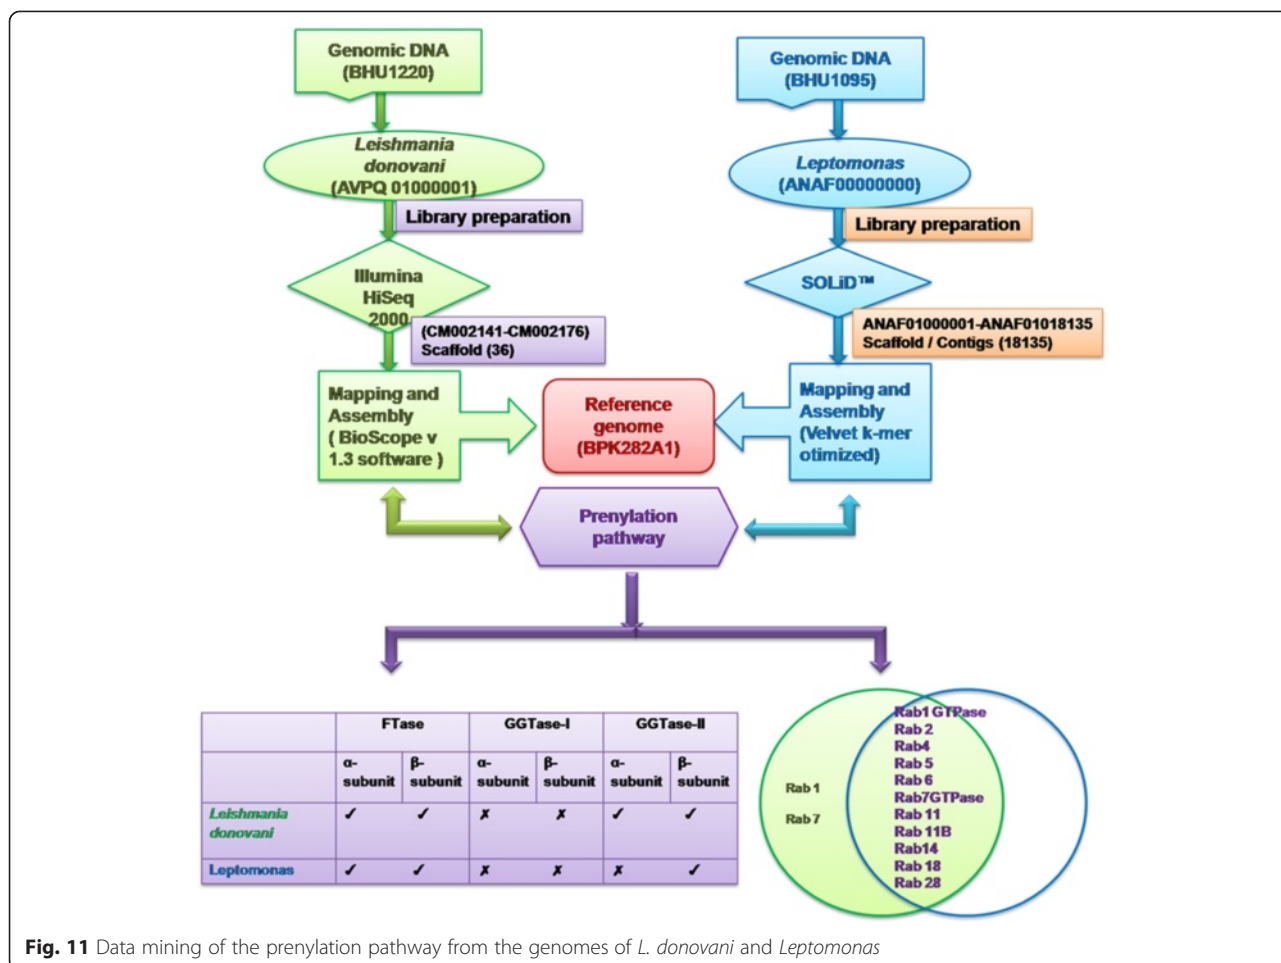 Genomic DNA
(BHU1220)
Genomic DNA
(BHU1095)
Leishmania
donovani
(AVPQ 01000001)
Leptomonas
(ANAF00000000)
Library preparation
Library preparation
Illumina
HiSeq
2000
SOLiD™
(CM002141-CM002176)
Scaffold (36)
ANAF01000001-ANAF01018135
Scaffold / Contigs (18135)
Mapping and
Assembly
( BioScope v
1.3 software )
Reference
genome
(BPK282A1)
Mapping and
Assembly
(Velvet k-mer
otimized)
Prenylation
pathway
FTase GGTase-I GGTase-II
α-subunit β-subunit α-subunit β-subunit α-subunit β-subunit
Leishmania donovani ✓ ✓ ✗ ✗ ✓ ✓
Leptomonas ✓ ✓ ✗ ✗ ✗ ✓
Rab 1
Rab 7
Rab1 GTPase
Rab 2
Rab4
Rab 5
Rab 6
Rab7GTPase
Rab 11
Rab 11B
Rab14
Rab 18
Rab 28
Fig. 11 Data mining of the prenylation pathway from the genomes of L. donovani and Leptomonas